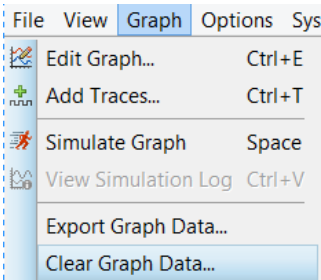 File View Graph Options Sys
Edit Graph... Ctrl+E
Add Traces... Ctrl+T
Simulate Graph Space
View Simulation Log Ctrl+V
Export Graph Data...
Clear Graph Data...